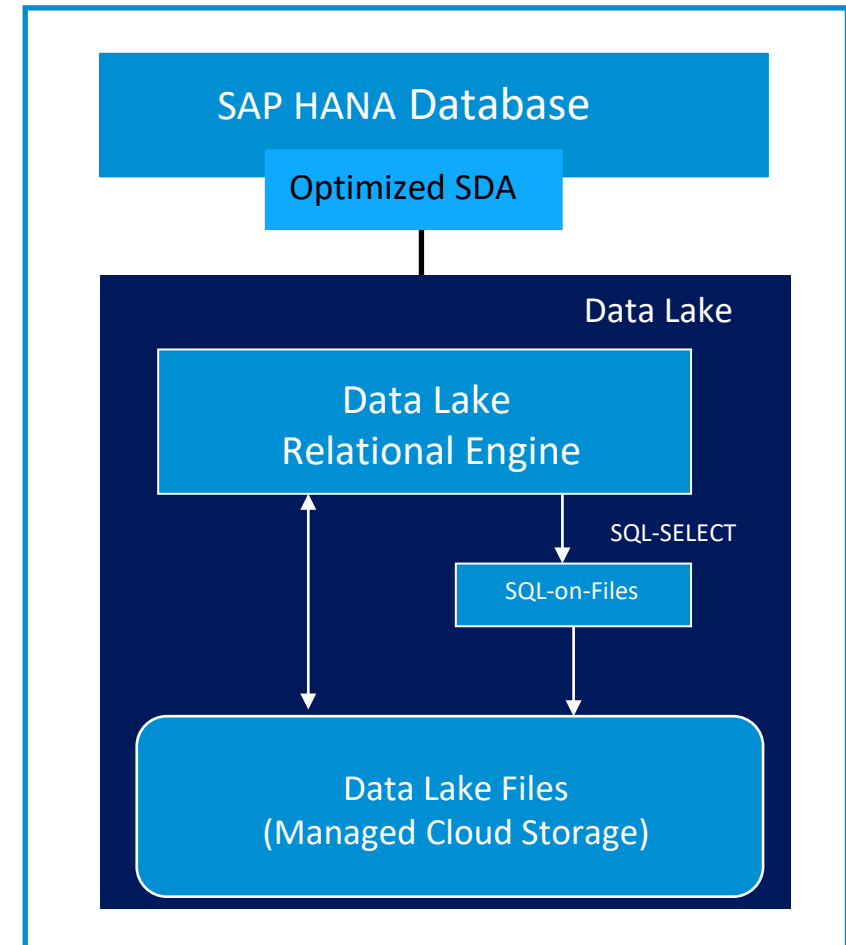 SAP HANA Database
Optimized SDA
Data Lake
Data Lake
Relational Engine
SQL-SELECT
SQL-on-Files
Data Lake Files
(Managed Cloud Storage)